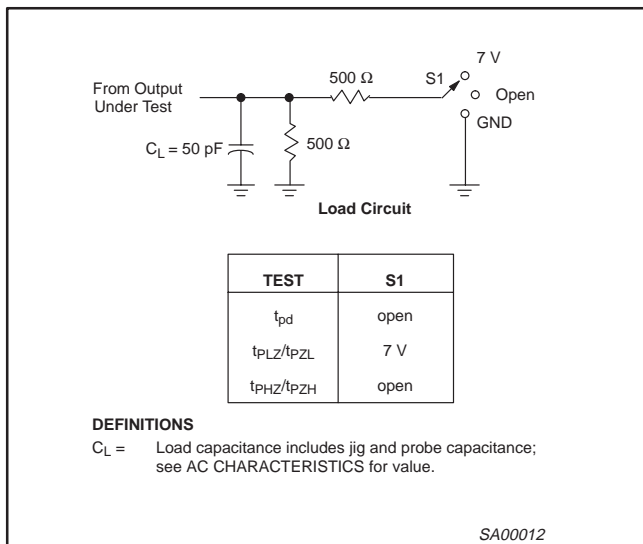 7 V
500 Ω
S1
From Output
Under Test
Open
GND
C_L = 50 pF
500 Ω
Load Circuit
TEST S1
t_pd open
t_PLZ/t_PZL 7 V
t_PHZ/t_PZH open
DEFINITIONS
C_L = Load capacitance includes jig and probe capacitance;
see AC CHARACTERISTICS for value.
SA00012